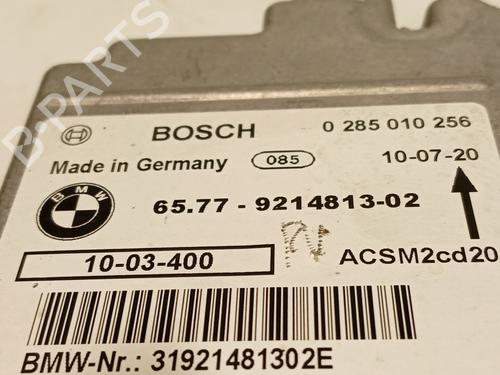 BOSCH 0 285 010 256
Made in Germany 085 10-07-20
BMW
65.77 - 9214813-02
10-03-400 ACSM2cd20
BMW-Nr.: 31921481302E
B-PARTS